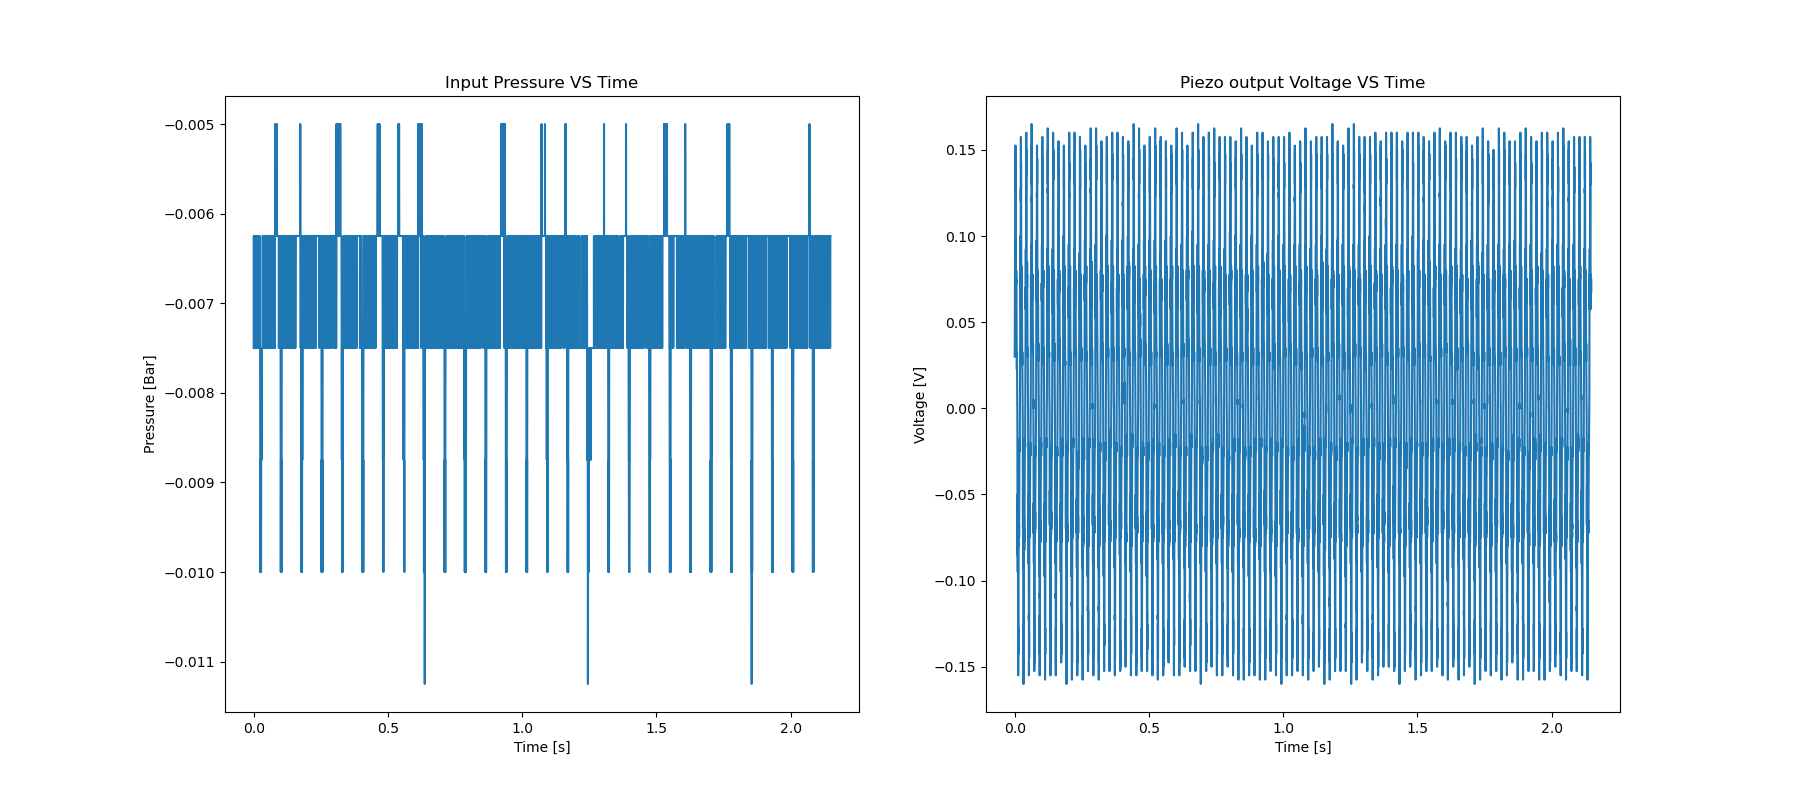 Input Pressure VS Time
Pressure [Bar]
−0.005
−0.006
−0.007
−0.008
−0.009
−0.010
−0.011
0.0 0.5 1.0 1.5 2.0
Time [s]
Piezo output Voltage VS Time
Voltage [V]
0.15
0.10
0.05
0.00
−0.05
−0.10
−0.15
0.0 0.5 1.0 1.5 2.0
Time [s]